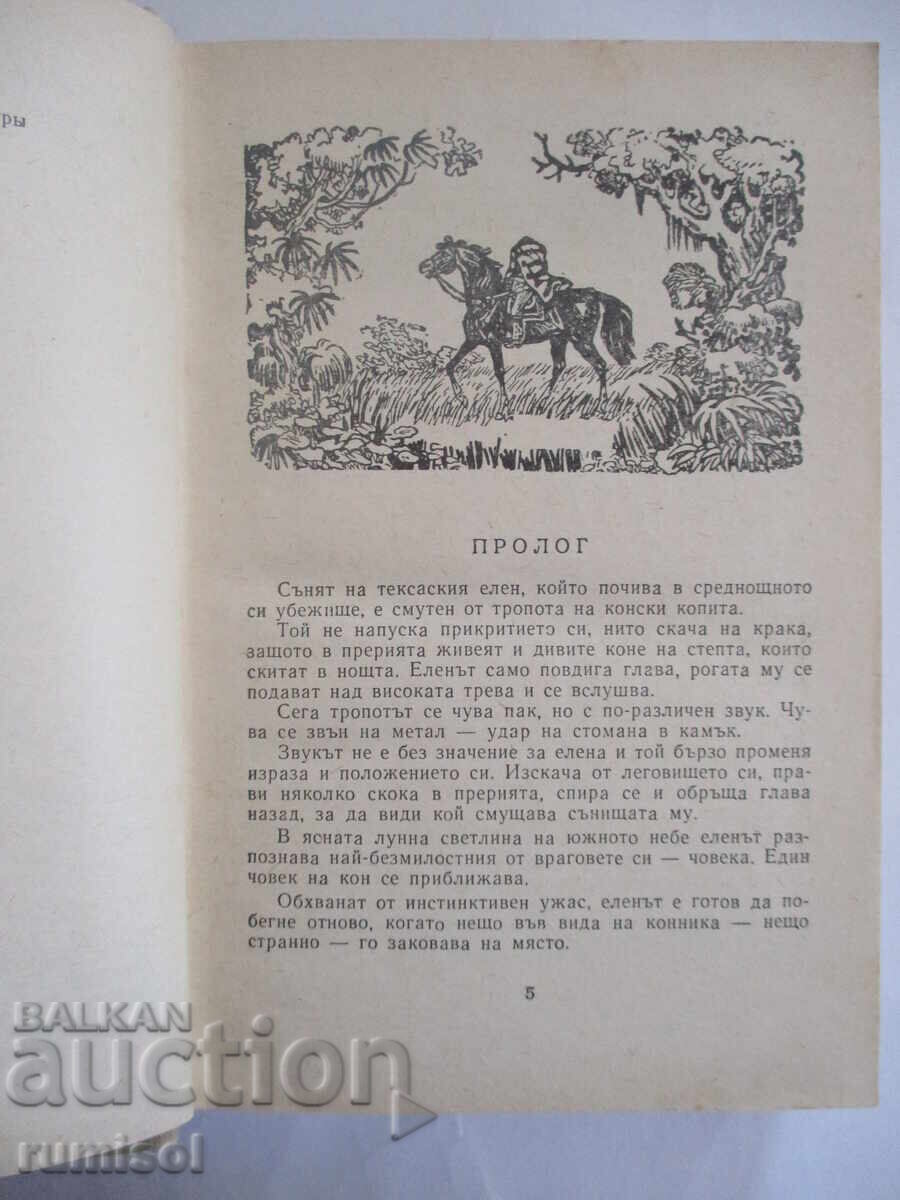 ры
ПРОЛОГ
Сънят на тексаския елен, който почива в среднощното
си убежище, е смутен от тропота на конски копита.
Той не напуска прикритието си, нито скача на крака,
защото в прерията живеят и дивите коне на степта, които
скитат в нощта. Еленът само повдига глава, рогата му се
подават над високата трева и се вслушва.
Сега тропотът се чува пак, но с по-различен звук. Чу-
ва се звън на метал — удар на стомана в камък.
Звукът не е без значение за елена и той бързо променя
израза и положението си. Изскача от леговището си, пра-
ви няколко скока в прерията, спира се и обръща глава
назад, за да види кой смущава сънищата му.
В ясната лунна светлина на южното небе еленът раз-
познава най-безмилостния от враговете си — човека. Един
човек на кон се приближава.
Обхванат от инстинктивен ужас, еленът е готов да по-
бегне отново, когато нещо във вида на конника — нещо
странно — го заковава на място.
5
BALKAN
auction
rumisol